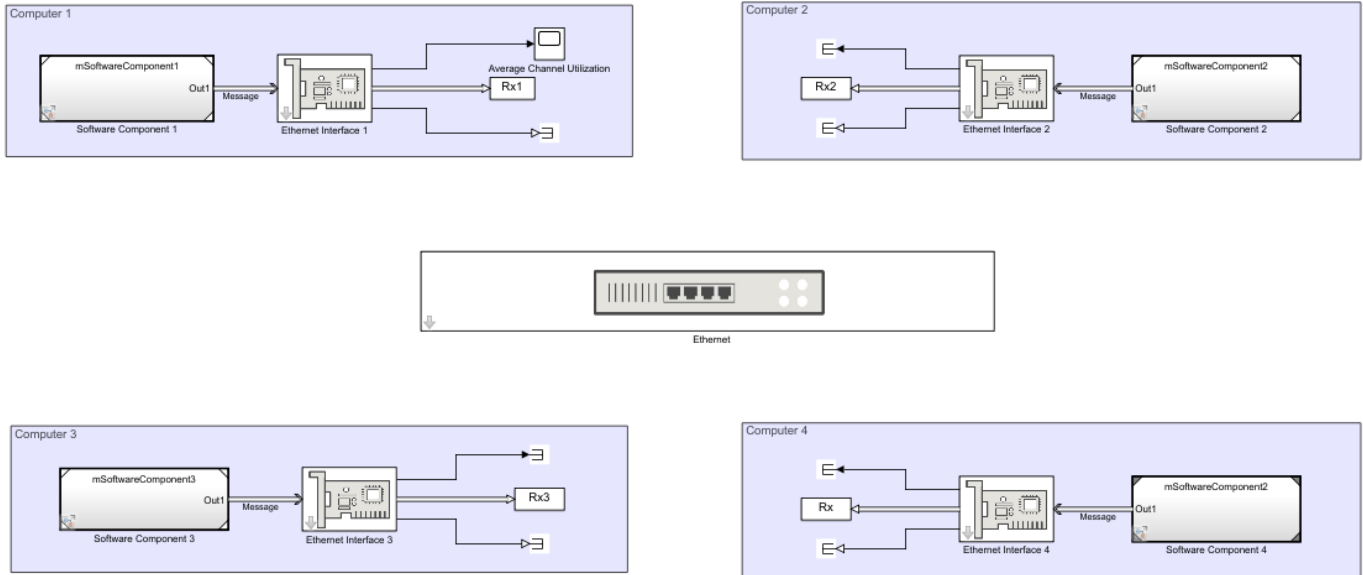 Computer 1
mSoftwareComponent1
Out1
Message
Software Component 1
Ethernet Interface 1
Average Channel Utilization
Rx1
Computer 2
Rx2
Ethernet Interface 2
Message
mSoftwareComponent2
Out1
Software Component 2
Ethernet
Computer 3
mSoftwareComponent3
Out1
Message
Software Component 3
Ethernet Interface 3
Rx3
Computer 4
Rx
Ethernet Interface 4
Message
mSoftwareComponent2
Out1
Software Component 4